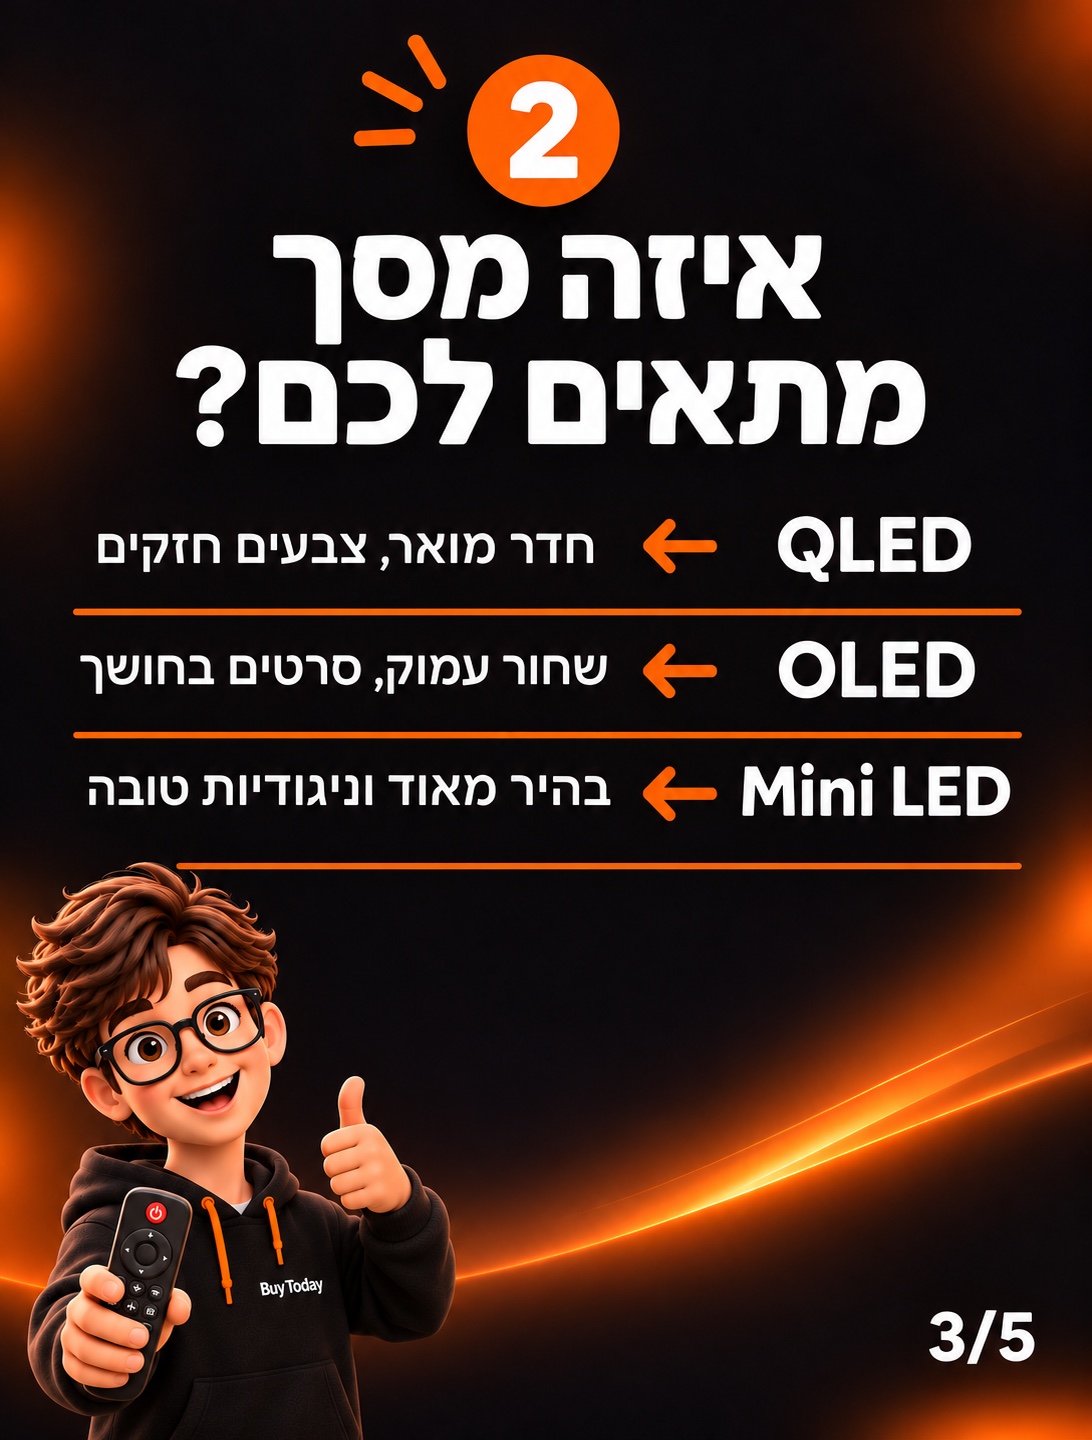 2
איזה מסך
מתאים לכם?
QLED ← חדר מואר, צבעים חזקים
OLED ← שחור עמוק, סרטים בחושך
Mini LED ← בהיר מאוד וניגודיות טובה
BuyToday
3/5